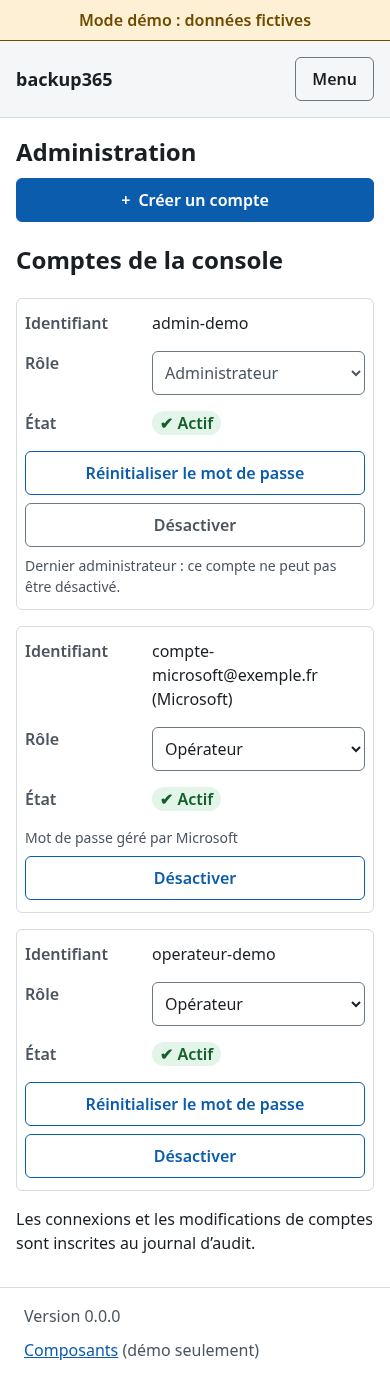 Mode démo : données fictives
backup365
Menu
Administration
+ Créer un compte
Comptes de la console
Identifiant admin-demo
Rôle Administrateur
État ✔ Actif
Réinitialiser le mot de passe
Désactiver
Dernier administrateur : ce compte ne peut pas
être désactivé.
Identifiant compte-
microsoft@exemple.fr
(Microsoft)
Rôle Opérateur
État ✔ Actif
Mot de passe géré par Microsoft
Désactiver
Identifiant operateur-demo
Rôle Opérateur
État ✔ Actif
Réinitialiser le mot de passe
Désactiver
Les connexions et les modifications de comptes
sont inscrites au journal d’audit.
Version 0.0.0
Composants (démo seulement)